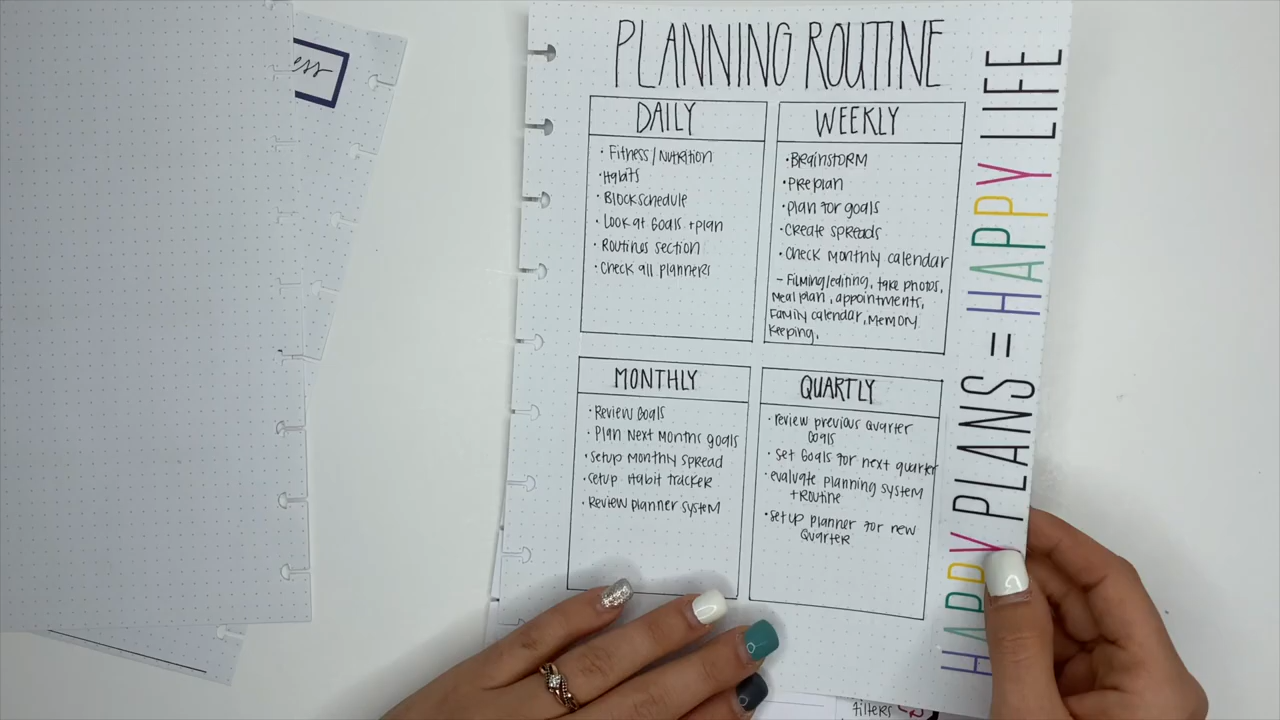 ess
PLANNING ROUTINE
DAILY
• Fitness/Nutrition
• Habits
• Block schedule
• Look at Goals + plan
• Routines section
• Check all planners
WEEKLY
• Brainstorm
• Preplan
• Plan for goals
• Create spreads
• Check Monthly calendar
- Filming/editing, take photos,
Meal plan, appointments,
Family calendar, Memory
Keeping,
MONTHLY
• Review Goals
• Plan Next Months goals
• Setup Monthly Spread
• Setup Habit Tracker
• Review planner system
QUARTLY
• review previous Quarter
Goals
• Set Goals for next quarter
• evaluate planning system
+ Routine
• Set up planner for new
Quarter
HAPPY PLANS = HAPPY LIFE
Filters